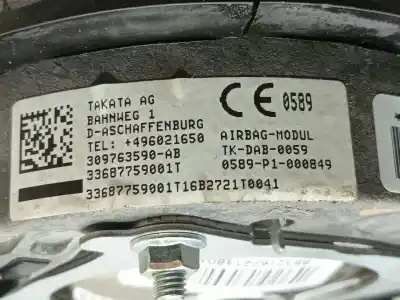 TAKATA AG
BAHNWEG 1
D-ASCHAFFENBURG
TEL: +496021650
309763590-AB
33687759001T
33687759001T16B2721T0041
CE 0589
AIRBAG-MODUL
TK-DAB-0059
0589-P1-000849